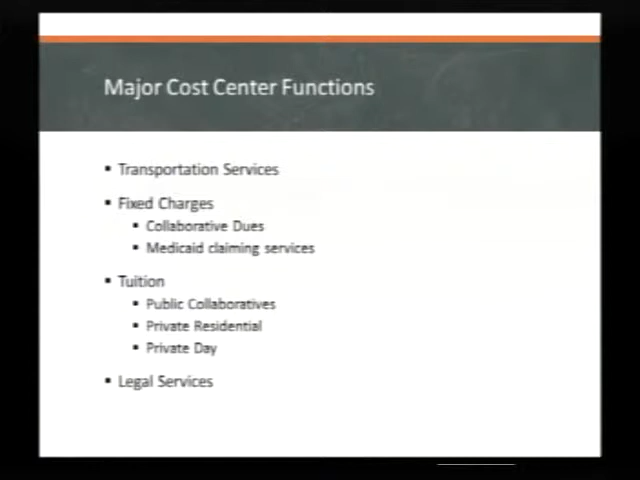 Major Cost Center Functions
▪ Transportation Services
▪ Fixed Charges
▪ Collaborative Dues
▪ Medicaid claiming services
▪ Tuition
▪ Public Collaboratives
▪ Private Residential
▪ Private Day
▪ Legal Services